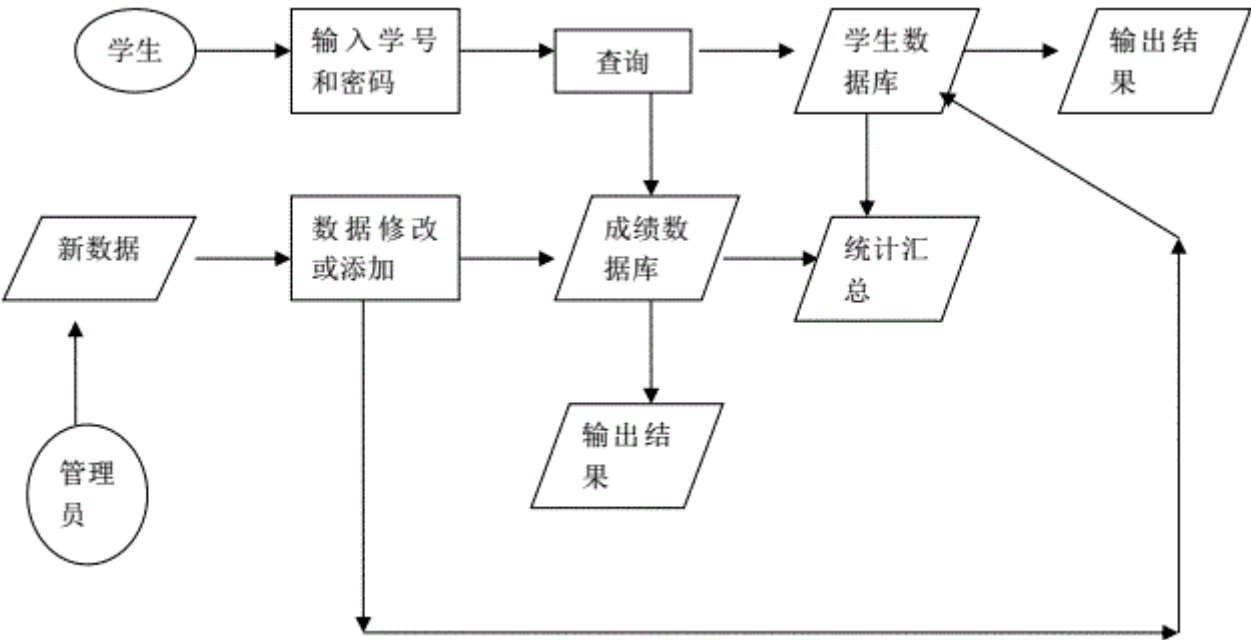 学生
输入学号
和密码
查询
学生数
据库
输出结
果
新数据
数据修改
或添加
成绩数
据库
统计汇
总
输出结
果
管理
员